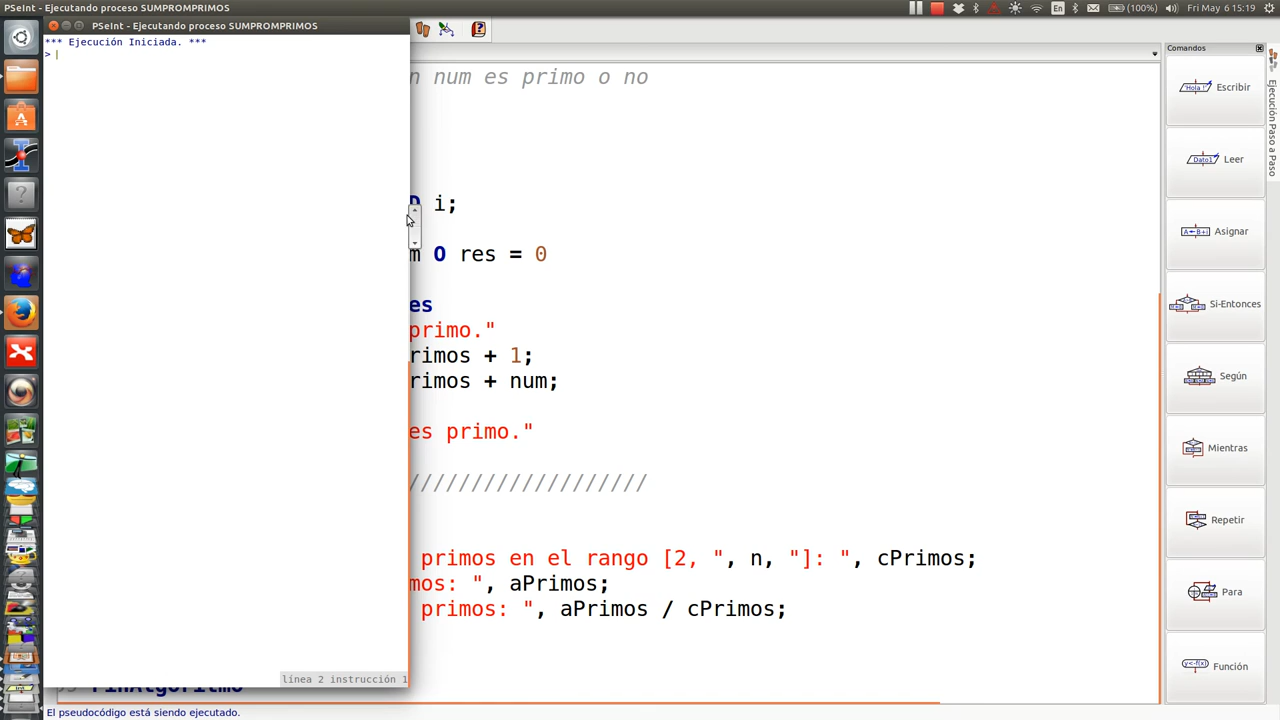 PSeInt - Ejecutando proceso SUMPROMPRIMOS
En
(100%)
Fri May 6 15:19
PSeInt - Ejecutando proceso SUMPROMPRIMOS
*** Ejecución Iniciada. ***
>
línea 2 instrucción 1
n num es primo o no
i;
O res = 0
es
primo."
rimos + 1;
rimos + num;
es primo."
///////////////////
primos en el rango [2, ", n, "]: ", cPrimos;
mos: ", aPrimos;
primos: ", aPrimos / cPrimos;
FinAlgoritmo
El pseudocódigo está siendo ejecutado.
Comandos
Escribir
Leer
Asignar
Si-Entonces
Según
Mientras
Repetir
Para
Función
Ejecución Paso a Paso